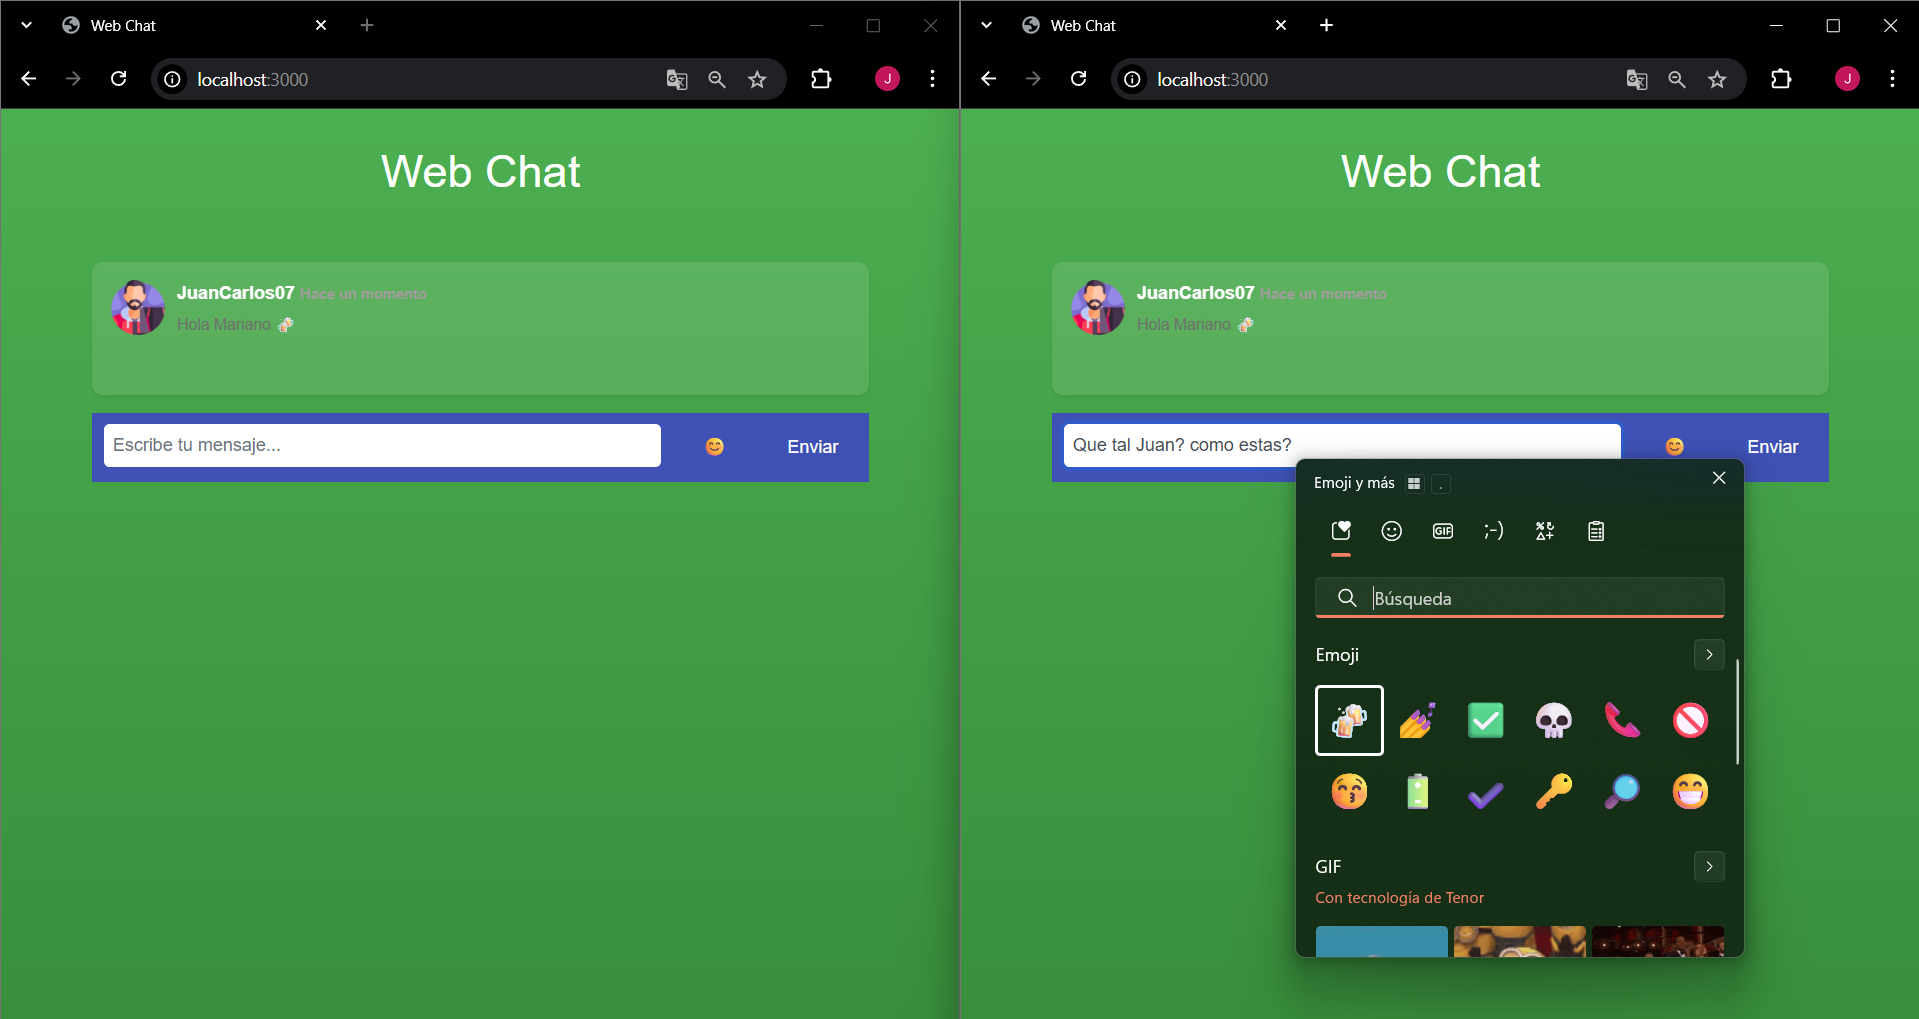 Web Chat
localhost:3000
J
Web Chat
JuanCarlos07 Hace un momento
Hola Mariano 🍻
Escribe tu mensaje...
😊
Enviar
Web Chat
localhost:3000
J
Web Chat
JuanCarlos07 Hace un momento
Hola Mariano 🍻
Que tal Juan? como estas?
😊
Enviar
Emoji y más
.
GIF
;-)
Búsqueda
Emoji
GIF
Con tecnología de Tenor